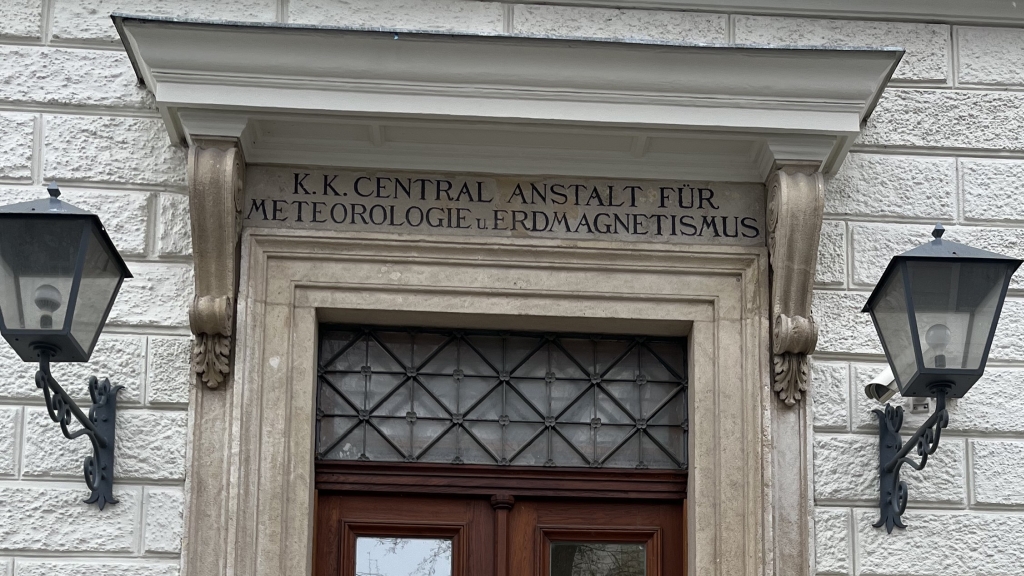 K. K. CENTRAL ANSTALT FÜR
METEOROLOGIE u. ERDMAGNETISMUS